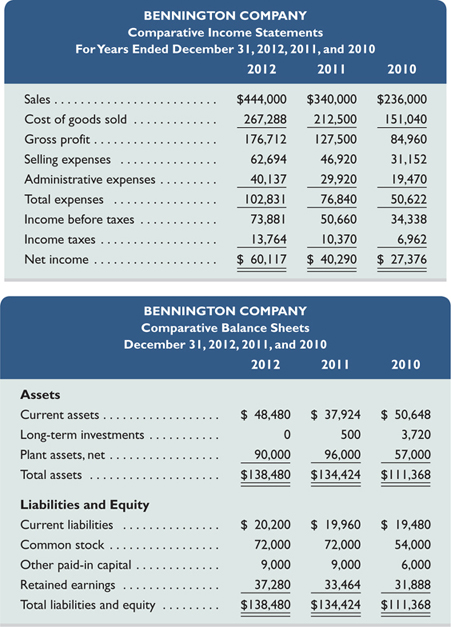 BENNINGTON COMPANY
Comparative Income Statements
For Years Ended December 31, 2012, 2011, and 2010
2012 2011 2010
Sales . . . . . . . . . . . . . . . . . . . . . . . . . $444,000 $340,000 $236,000
Cost of goods sold . . . . . . . . . . . . . 267,288 212,500 151,040
Gross profit . . . . . . . . . . . . . . . . . . . 176,712 127,500 84,960
Selling expenses . . . . . . . . . . . . . . . 62,694 46,920 31,152
Administrative expenses . . . . . . . . . 40,137 29,920 19,470
Total expenses . . . . . . . . . . . . . . . . 102,831 76,840 50,622
Income before taxes . . . . . . . . . . . . 73,881 50,660 34,338
Income taxes . . . . . . . . . . . . . . . . . . 13,764 10,370 6,962
Net income . . . . . . . . . . . . . . . . . . . $ 60,117 $ 40,290 $ 27,376
BENNINGTON COMPANY
Comparative Balance Sheets
December 31, 2012, 2011, and 2010
2012 2011 2010
Assets
Current assets . . . . . . . . . . . . . . . . . . $ 48,480 $ 37,924 $ 50,648
Long-term investments . . . . . . . . . . . 0 500 3,720
Plant assets, net . . . . . . . . . . . . . . . . . 90,000 96,000 57,000
Total assets . . . . . . . . . . . . . . . . . . . . $138,480 $134,424 $111,368
Liabilities and Equity
Current liabilities . . . . . . . . . . . . . . . $ 20,200 $ 19,960 $ 19,480
Common stock . . . . . . . . . . . . . . . . . 72,000 72,000 54,000
Other paid-in capital . . . . . . . . . . . . . 9,000 9,000 6,000
Retained earnings . . . . . . . . . . . . . . . 37,280 33,464 31,888
Total liabilities and equity . . . . . . . . . $138,480 $134,424 $111,368